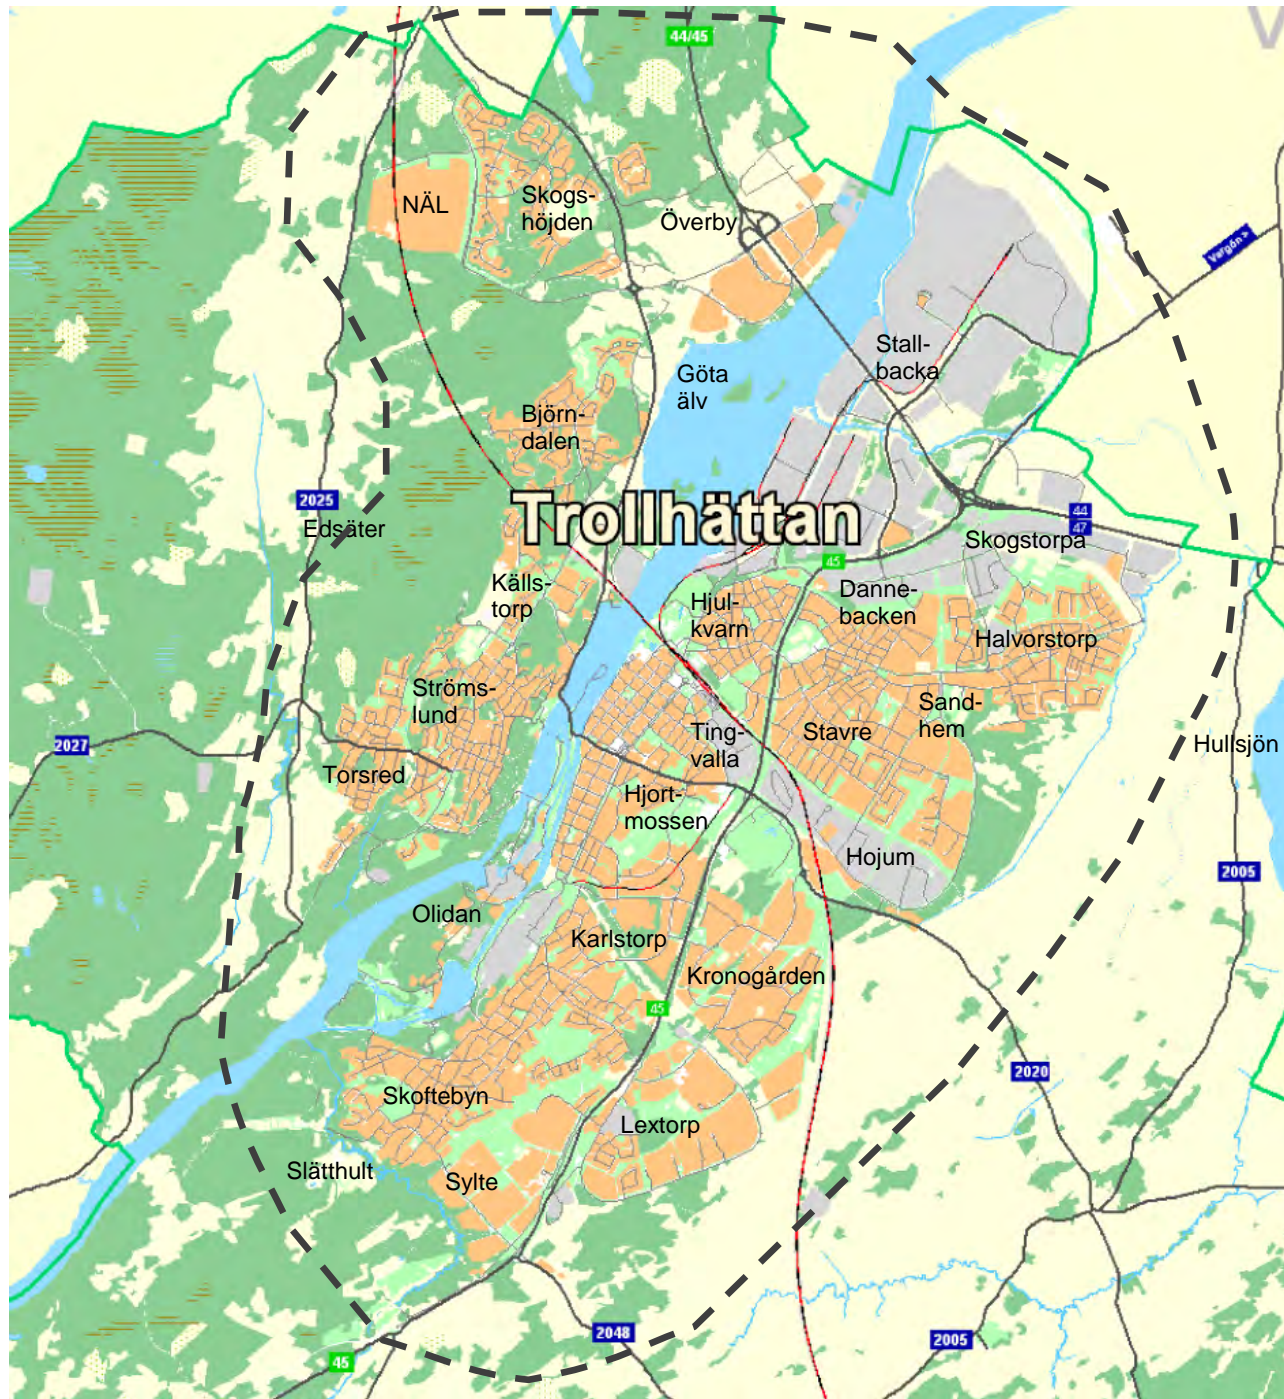 V
44/45
NÄL
Skogs-
höjden
Överby
Vargön >
Stall-
backa
Göta
älv
Björn-
dalen
2025
Trollhättan
44
47
Edsäter
Skogstorpa
45
Källs-
torp
Hjul-
kvarn
Danne-
backen
Halvorstorp
Ströms-
lund
Sand-
hem
Ting-
valla
Stavre
2027
Hullsjön
Torsred
Hjort-
mossen
Hojum
2005
Olidan
Karlstorp
Kronogården
45
2020
Skoftebyn
Lextorp
Slätthult
Sylte
2048
2005
45